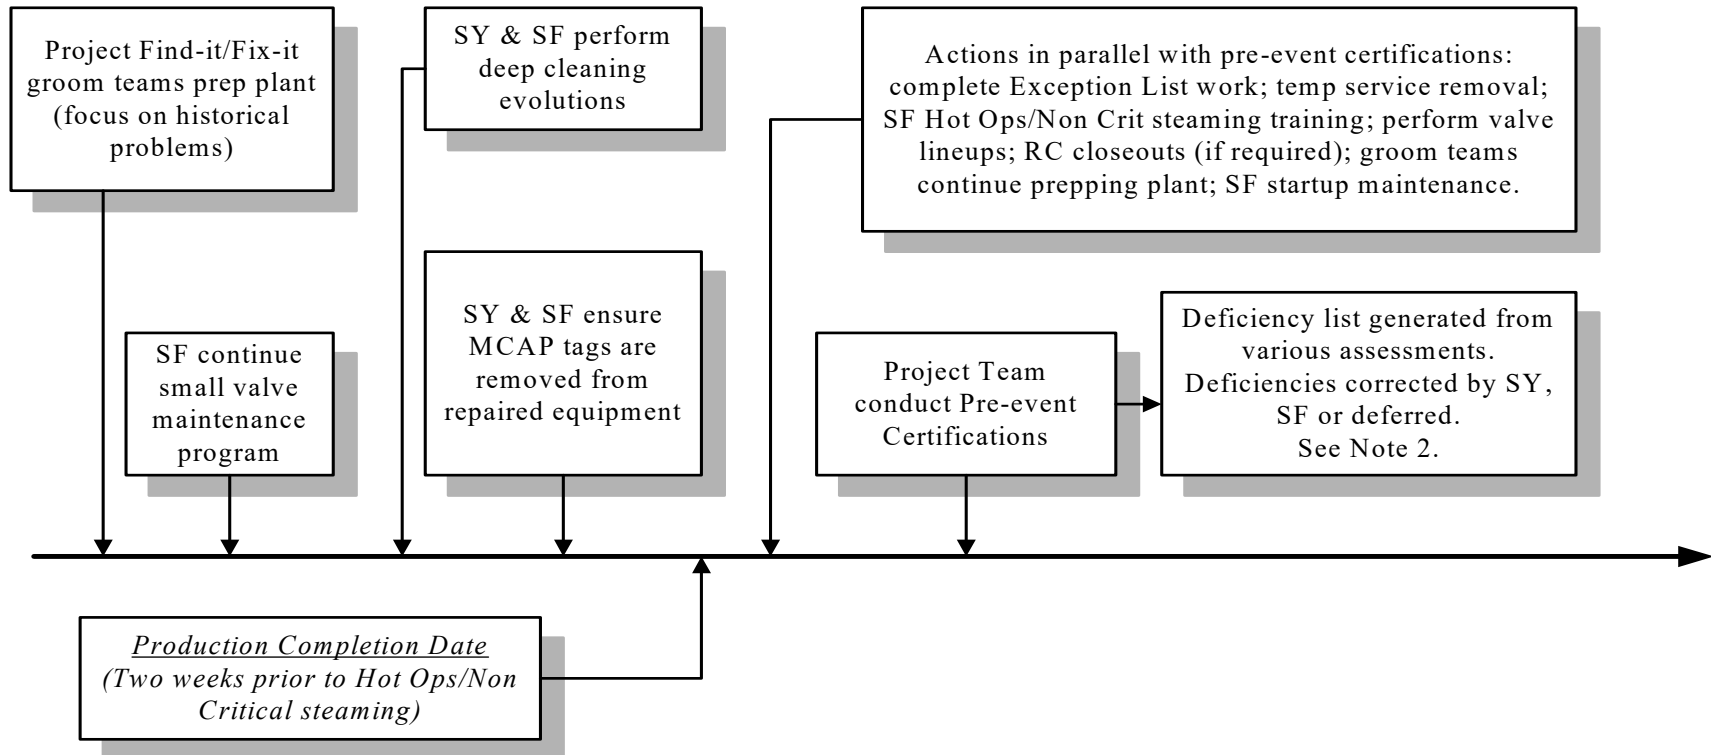 Project Find-it/Fix-it
groom teams prep plant
(focus on historical
problems)
SY & SF perform
deep cleaning
evolutions
Actions in parallel with pre-event certifications:
complete Exception List work; temp service removal;
SF Hot Ops/Non Crit steaming training; perform valve
lineups; RC closeouts (if required); groom teams
continue prepping plant; SF startup maintenance.
SF continue
small valve
maintenance
program
SY & SF ensure
MCAP tags are
removed from
repaired equipment
Project Team
conduct Pre-event
Certifications
Deficiency list generated from
various assessments.
Deficiencies corrected by SY,
SF or deferred.
See Note 2.
Production Completion Date
(Two weeks prior to Hot Ops/Non
Critical steaming)